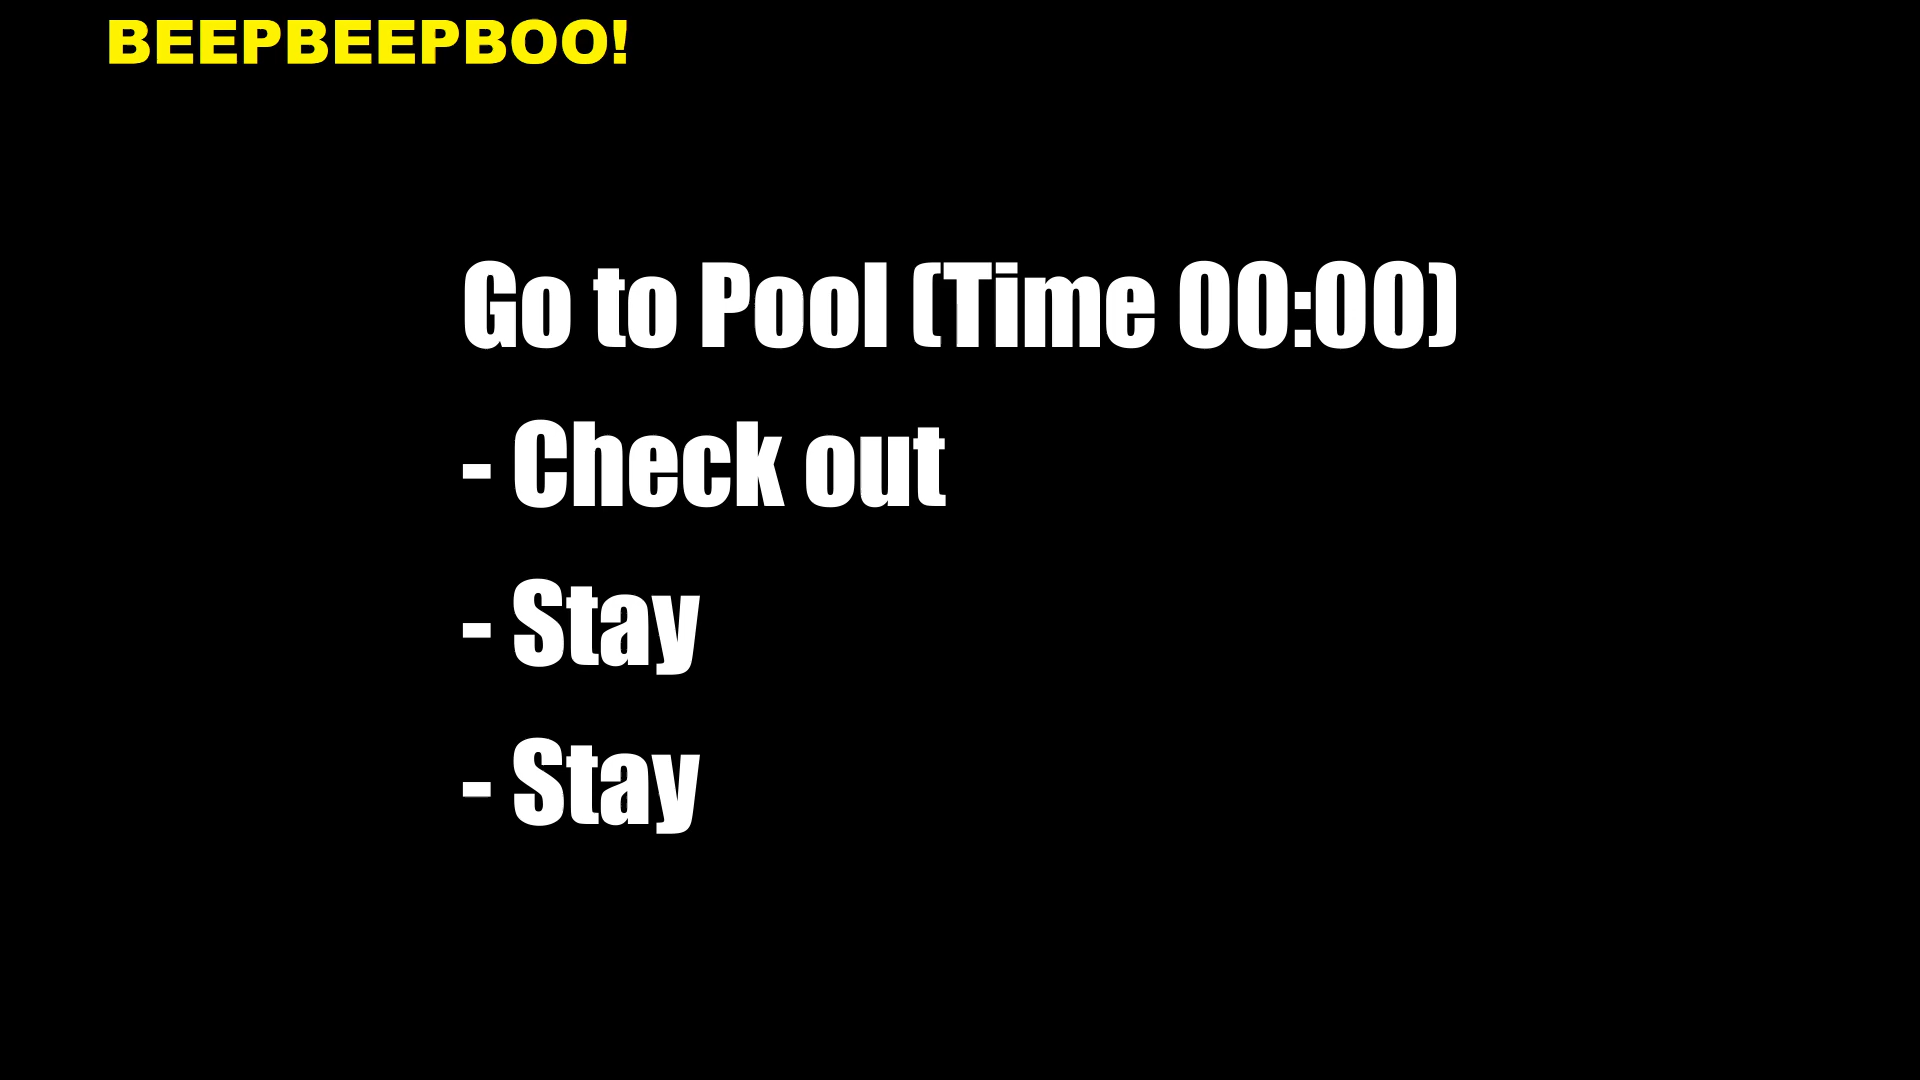 BEEPBEEPBOO!
Go to Pool (Time 00:00)
- Check out
- Stay
- Stay